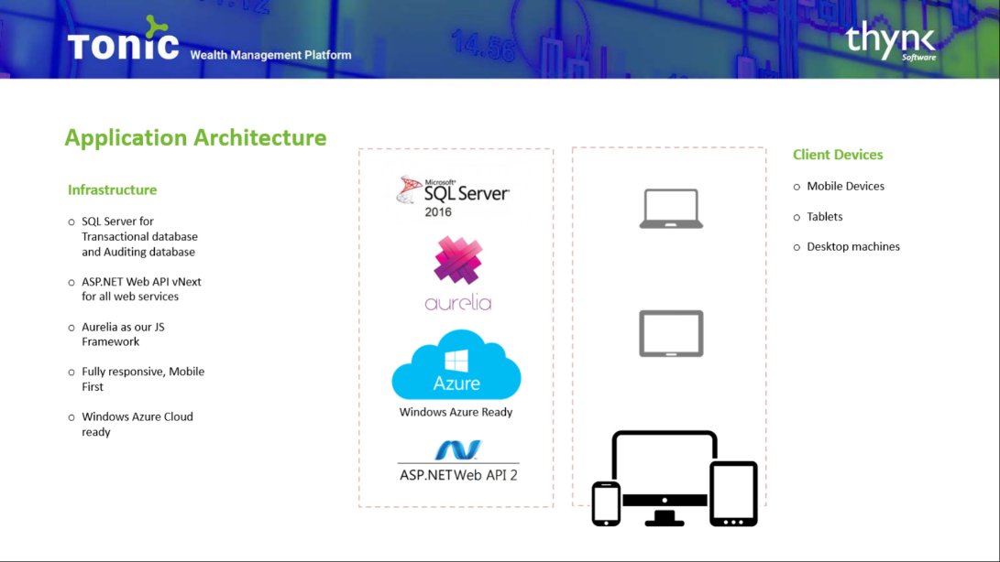 Tonic Wealth Management Platform
thynk
Software
14.56
Application Architecture
Infrastructure
o SQL Server for
Transactional database
and Auditing database
o ASP.NET Web API vNext
for all web services
o Aurelia as our JS
Framework
o Fully responsive, Mobile
First
o Windows Azure Cloud
ready
Microsoft®
SQL Server
2016
aurelia
Azure
Windows Azure Ready
ASP.NET Web API 2
Client Devices
o Mobile Devices
o Tablets
o Desktop machines